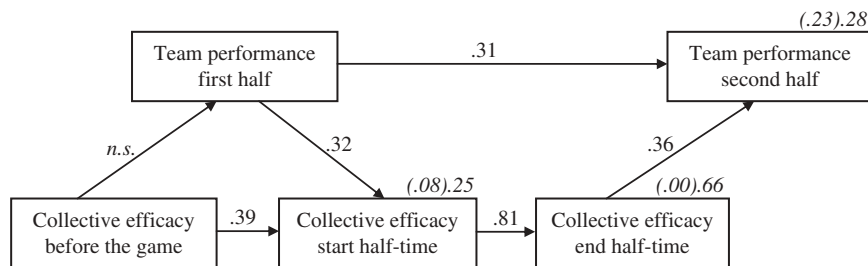 (.23).28
Team performance
first half
.31
Team performance
second half
n.s.
.32
.36
(.08).25
(.00).66
Collective efficacy
before the game
.39
Collective efficacy
start half-time
.81
Collective efficacy
end half-time